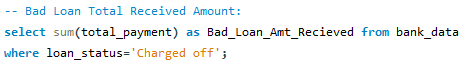 -- Bad Loan Total Received Amount:
select sum(total_payment) as Bad_Loan_Amt_Recieved from bank_data
where loan_status='Charged off';